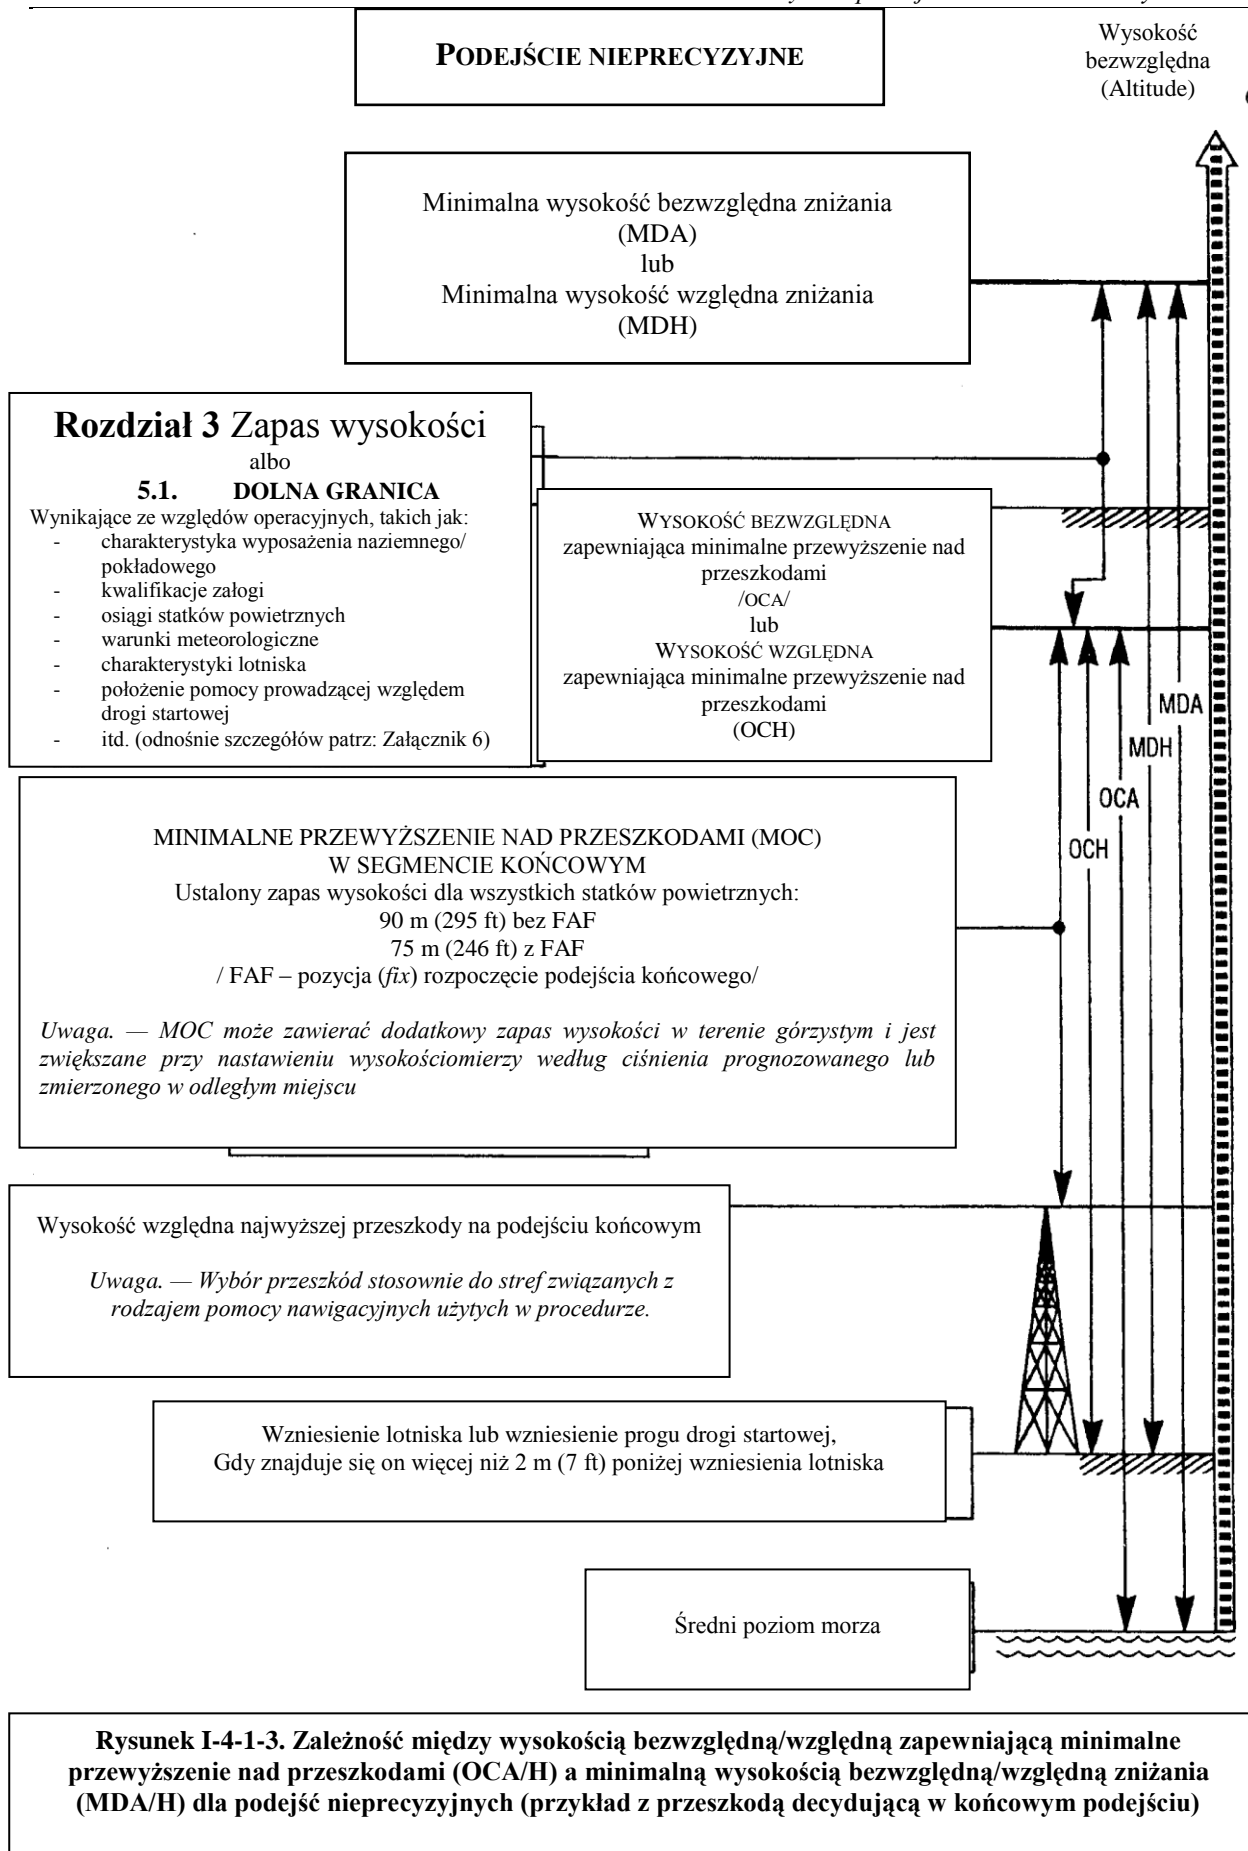 PODEJŚCIE NIEPRECYZYJNE
Wysokość
bezwzględna
(Altitude)
Minimalna wysokość bezwzględna zniżania
(MDA)
lub
Minimalna wysokość względna zniżania
(MDH)
Rozdział 3 Zapas wysokości
albo
5.1. DOLNA GRANICA
Wynikające ze względów operacyjnych, takich jak:
- charakterystyka wyposażenia naziemnego/
pokładowego
- kwalifikacje załogi
- osiągi statków powietrznych
- warunki meteorologiczne
- charakterystyki lotniska
- położenie pomocy prowadzącej względem
drogi startowej
- itd. (odnośnie szczegółów patrz: Załącznik 6)
WYSOKOŚĆ BEZWZGLĘDNA
zapewniająca minimalne przewyższenie nad
przeszkodami
/OCA/
lub
WYSOKOŚĆ WZGLĘDNA
zapewniająca minimalne przewyższenie nad
przeszkodami
(OCH)
MDA
MDH
OCA
OCH
MINIMALNE PRZEWYŻSZENIE NAD PRZESZKODAMI (MOC)
W SEGMENCIE KOŃCOWYM
Ustalony zapas wysokości dla wszystkich statków powietrznych:
90 m (295 ft) bez FAF
75 m (246 ft) z FAF
/ FAF – pozycja (fix) rozpoczęcie podejścia końcowego/
Uwaga. — MOC może zawierać dodatkowy zapas wysokości w terenie górzystym i jest
zwiększane przy nastawieniu wysokościomierzy według ciśnienia prognozowanego lub
zmierzonego w odległym miejscu
Wysokość względna najwyższej przeszkody na podejściu końcowym
Uwaga. — Wybór przeszkód stosownie do stref związanych z
rodzajem pomocy nawigacyjnych użytych w procedurze.
Wzniesienie lotniska lub wzniesienie progu drogi startowej,
Gdy znajduje się on więcej niż 2 m (7 ft) poniżej wzniesienia lotniska
Średni poziom morza
Rysunek I-4-1-3. Zależność między wysokością bezwzględną/względną zapewniającą minimalne
przewyższenie nad przeszkodami (OCA/H) a minimalną wysokością bezwzględną/względną zniżania
(MDA/H) dla podejść nieprecyzyjnych (przykład z przeszkodą decydującą w końcowym podejściu)